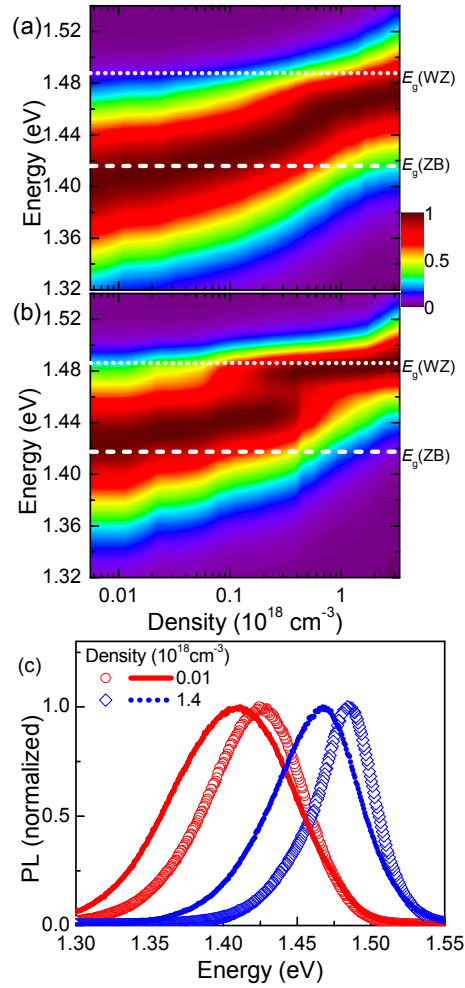 (a)
1.52
1.48
1.44
1.40
1.36
1.32
Energy (eV)
E_g(WZ)
E_g(ZB)
1
0.5
0
(b)
1.52
1.48
1.44
1.40
1.36
1.32
Energy (eV)
E_g(WZ)
E_g(ZB)
0.01 0.1 1
Density (10^18 cm^-3)
(c)
Density (10^18cm^-3)
0.01
1.4
1.0
0.5
0.0
PL (normalized)
1.30 1.35 1.40 1.45 1.50 1.55
Energy (eV)